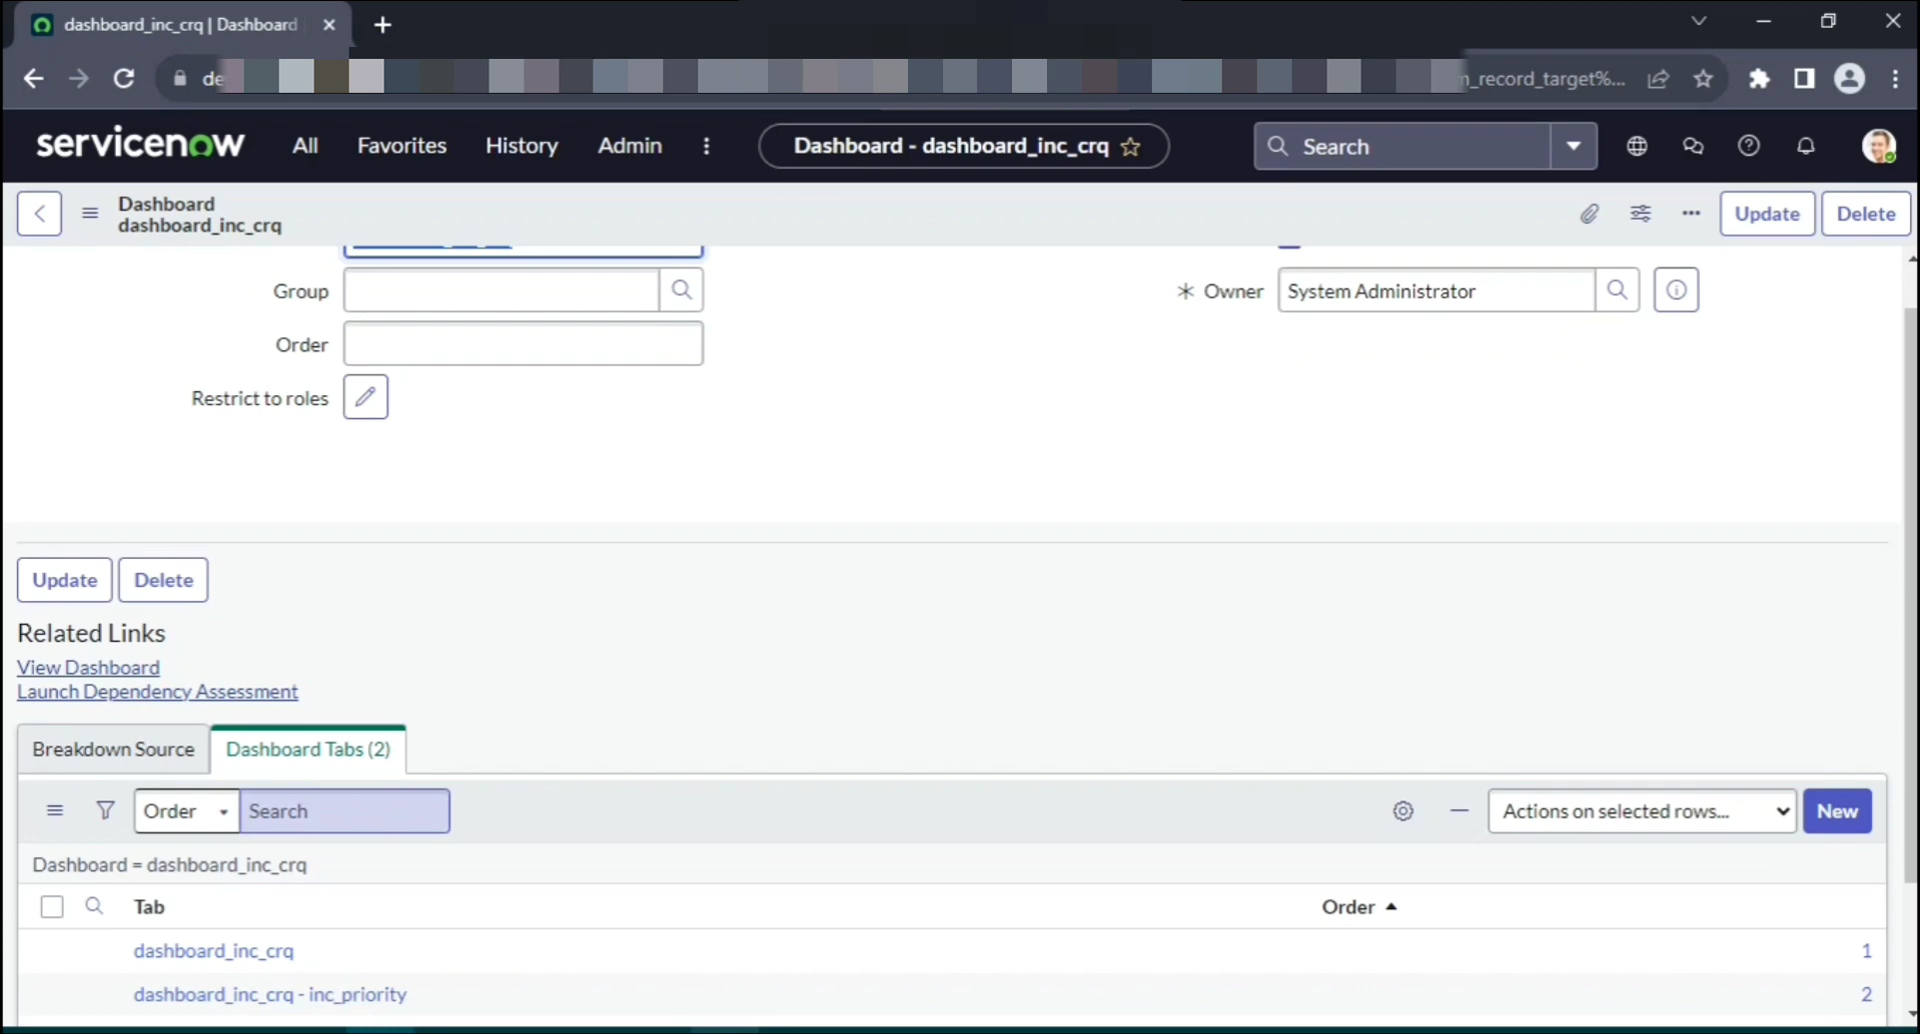 dashboard_inc_crq | Dashboard
de
n_record_target%...
servicenow
All
Favorites
History
Admin
Dashboard - dashboard_inc_crq
Search
Dashboard
dashboard_inc_crq
Update
Delete
Group
Owner
System Administrator
Order
Restrict to roles
Update
Delete
Related Links
View Dashboard
Launch Dependency Assessment
Breakdown Source
Dashboard Tabs (2)
Order
Search
Actions on selected rows...
New
Dashboard = dashboard_inc_crq
Tab
Order
dashboard_inc_crq
1
dashboard_inc_crq - inc_priority
2